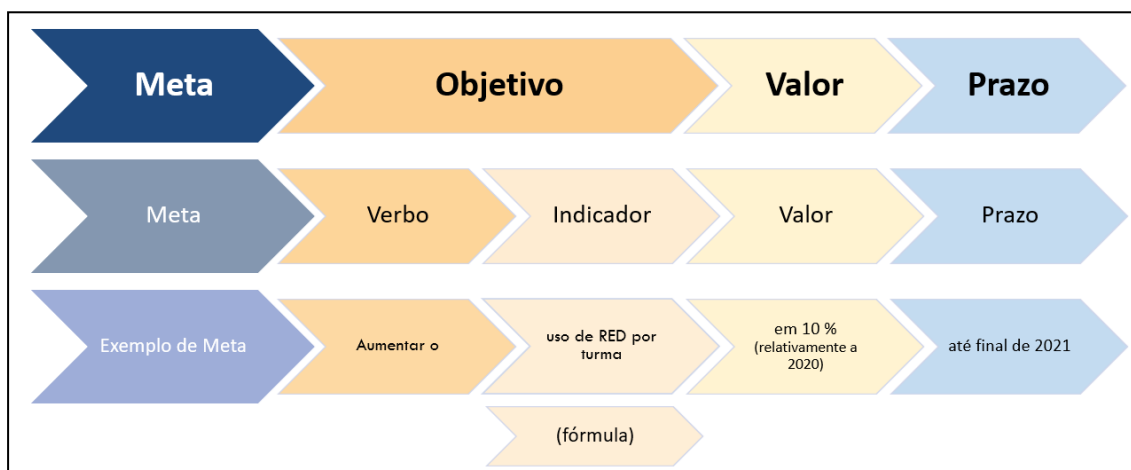 Meta
Objetivo
Valor
Prazo
Meta
Verbo
Indicador
Valor
Prazo
Exemplo de Meta
Aumentar o
uso de RED por
turma
em 10 %
(relativamente a
2020)
até final de 2021
(fórmula)